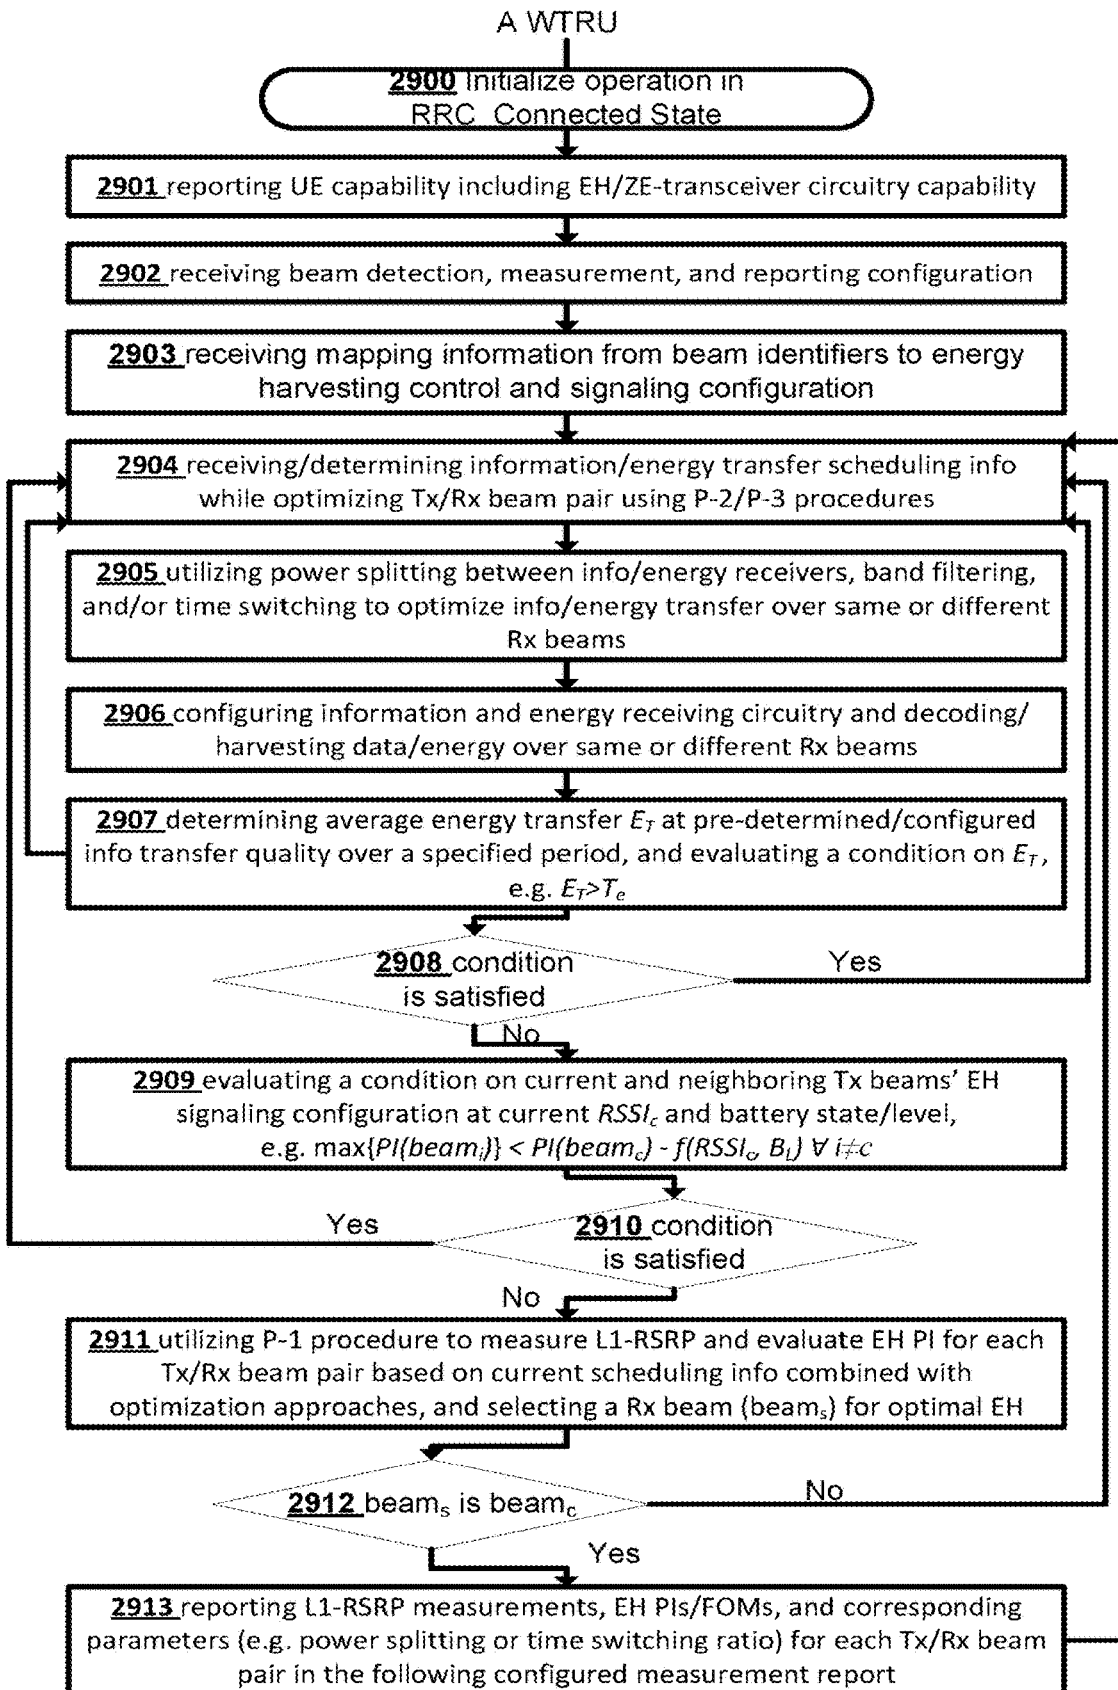 A WTRU
2900 Initialize operation in
RRC_Connected State
2901 reporting UE capability including EH/ZE-transceiver circuitry capability
2902 receiving beam detection, measurement, and reporting configuration
2903 receiving mapping information from beam identifiers to energy
harvesting control and signaling configuration
2904 receiving/determining information/energy transfer scheduling info
while optimizing Tx/Rx beam pair using P-2/P-3 procedures
2905 utilizing power splitting between info/energy receivers, band filtering,
and/or time switching to optimize info/energy transfer over same or different
Rx beams
2906 configuring information and energy receiving circuitry and decoding/
harvesting data/energy over same or different Rx beams
2907 determining average energy transfer E_T at pre-determined/configured
info transfer quality over a specified period, and evaluating a condition on E_T,
e.g. E_T>T_e
2908 condition
is satisfied
Yes
No
2909 evaluating a condition on current and neighboring Tx beams' EH
signaling configuration at current RSSI_c and battery state/level,
e.g. max{PI(beam_i)} < PI(beam_c) - f(RSSI_c, B_L) ∀ i≠c
Yes
2910 condition
is satisfied
No
2911 utilizing P-1 procedure to measure L1-RSRP and evaluate EH PI for each
Tx/Rx beam pair based on current scheduling info combined with
optimization approaches, and selecting a Rx beam (beam_s) for optimal EH
2912 beam_s is beam_c
No
Yes
2913 reporting L1-RSRP measurements, EH PIs/FOMs, and corresponding
parameters (e.g. power splitting or time switching ratio) for each Tx/Rx beam
pair in the following configured measurement report